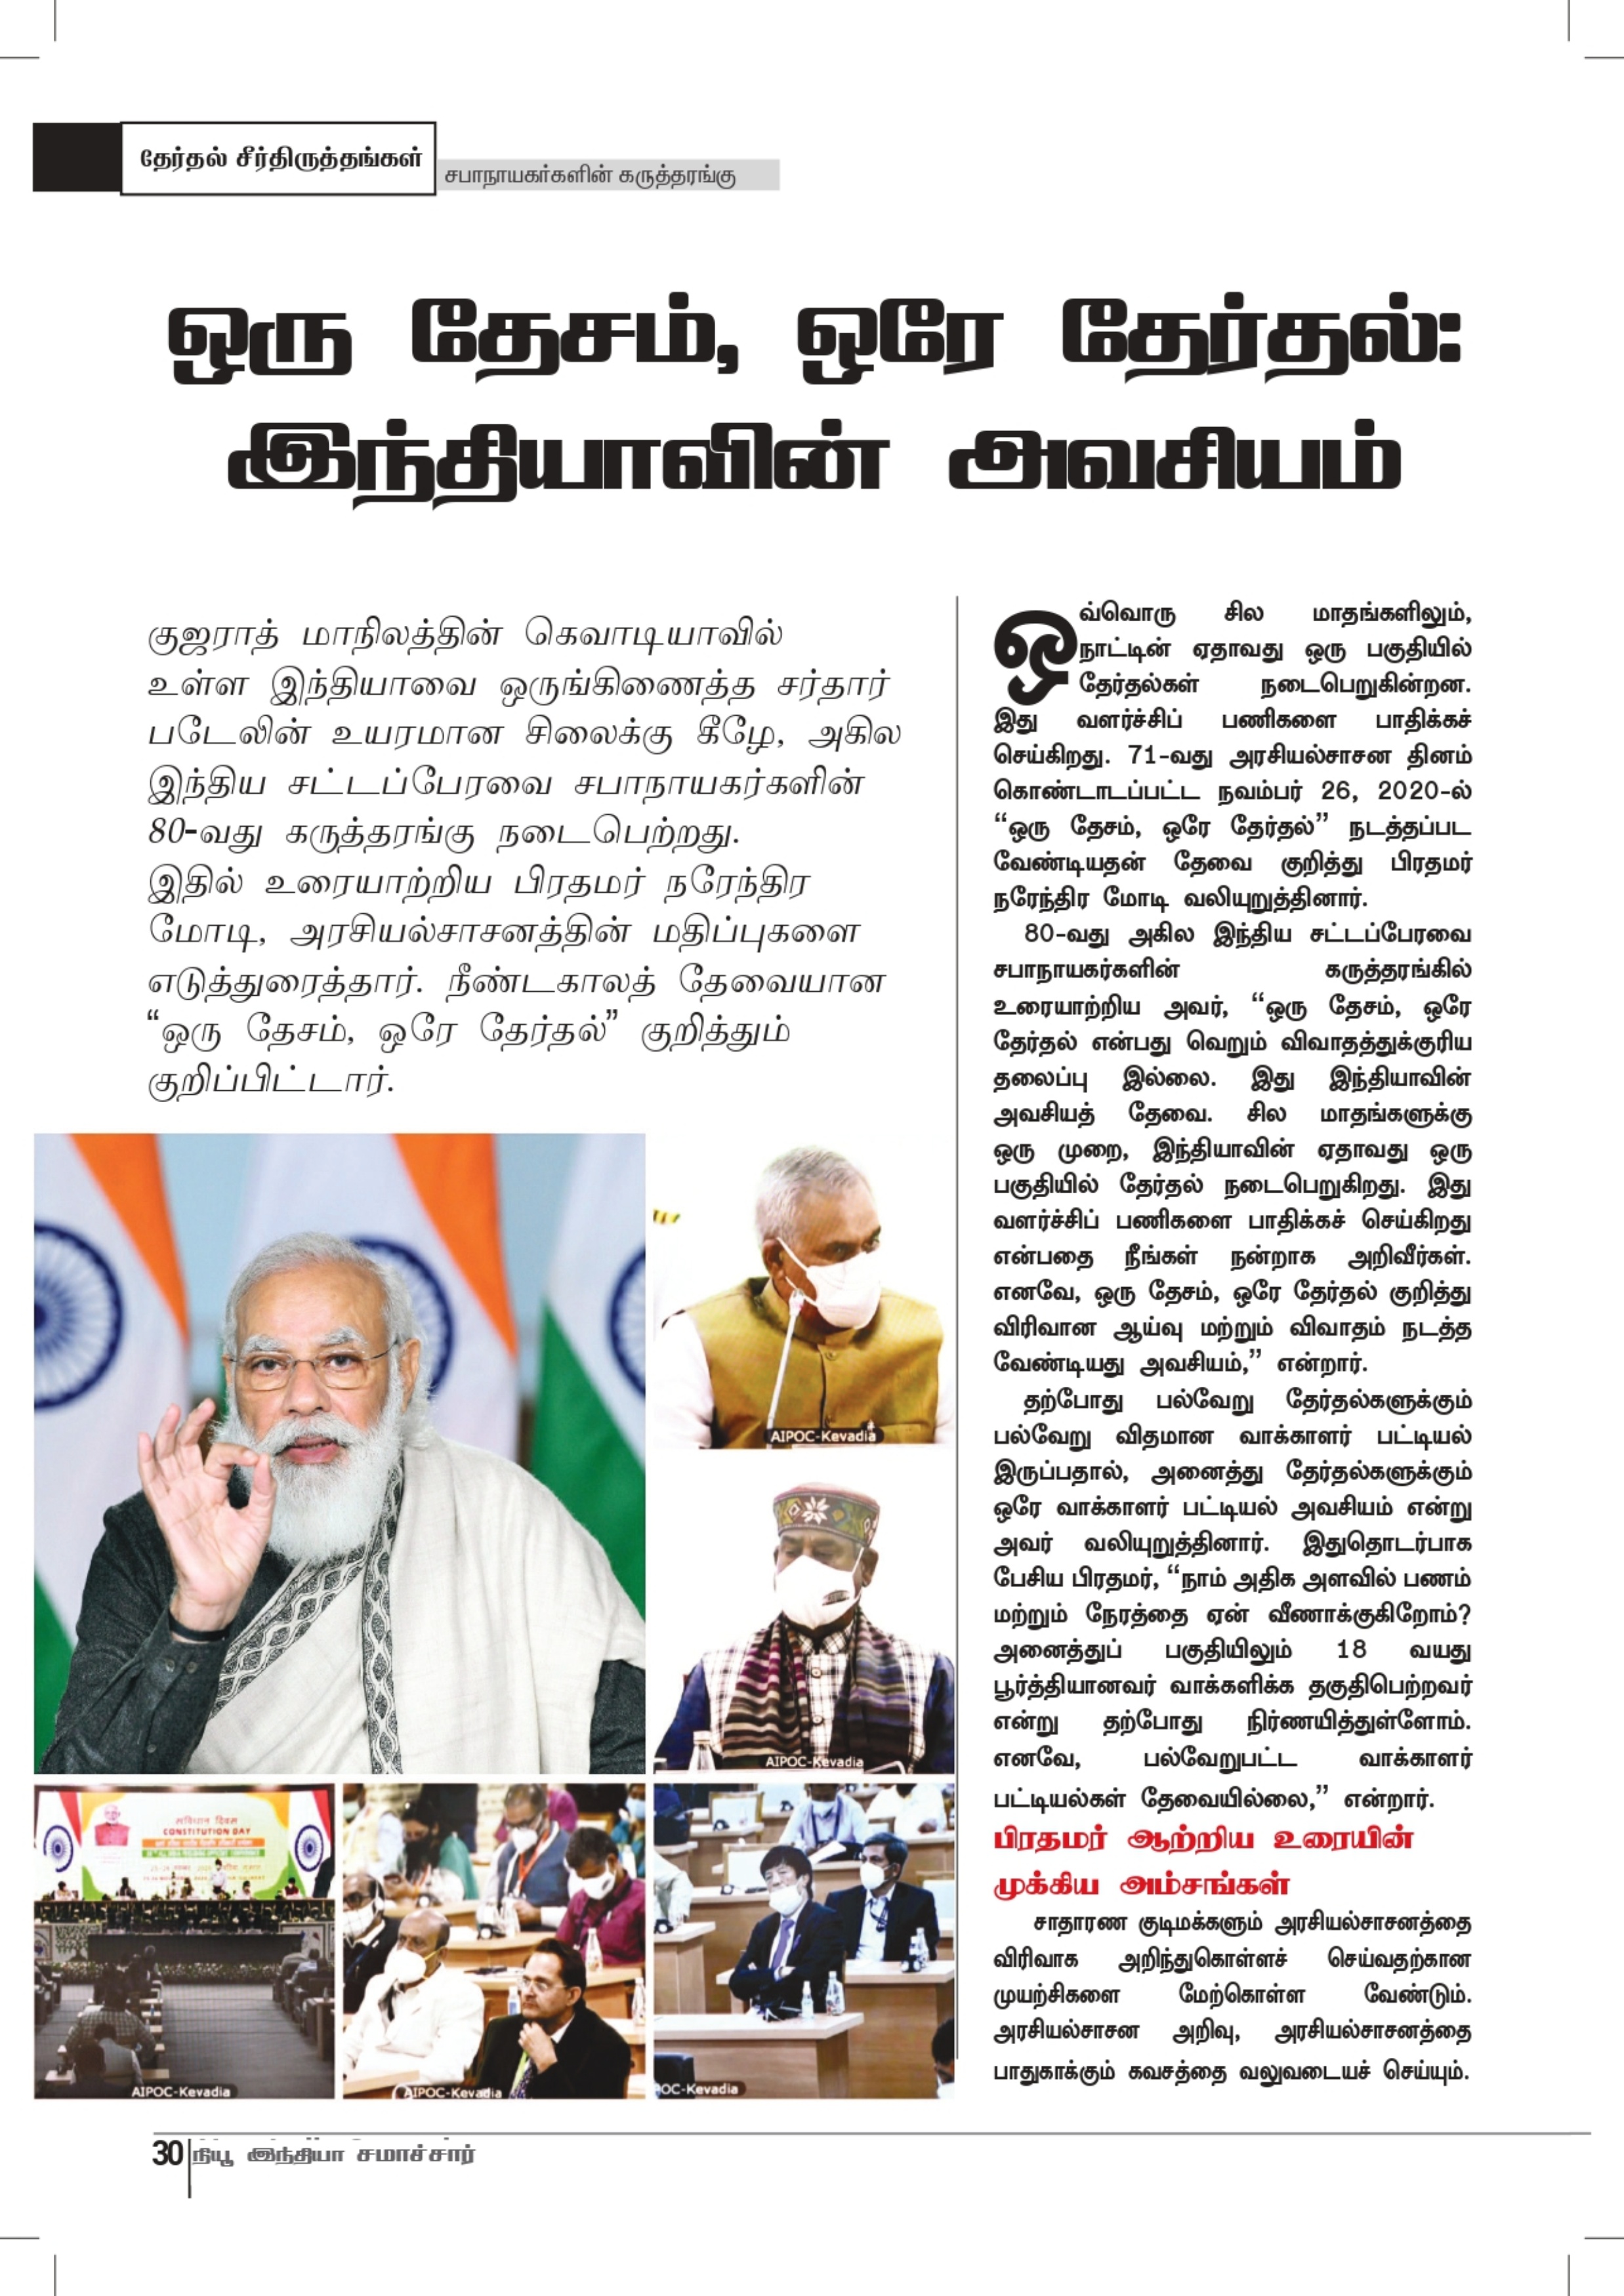 தேர்தல் சீர்திருத்தங்கள்
சபாநாயகர்களின் கருத்தரங்கு
ஒரு தேசம், ஒரே தேர்தல்:
இந்தியாவின் அவசியம்
குஜராத் மாநிலத்தின் கெவாடியாவில்
உள்ள இந்தியாவை ஒருங்கிணைத்த சர்தார்
படேலின் உயரமான சிலைக்கு கீழே, அகில
இந்திய சட்டப்பேரவை சபாநாயகர்களின்
80-வது கருத்தரங்கு நடைபெற்றது.
இதில் உரையாற்றிய பிரதமர் நரேந்திர
மோடி, அரசியல்சாசனத்தின் மதிப்புகளை
எடுத்துரைத்தார். நீண்டகாலத் தேவையான
“ஒரு தேசம், ஒரே தேர்தல்” குறித்தும்
குறிப்பிட்டார்.
AIPOC-Kevadia
AIPOC-Kevadia
संविधान दिवस
CONSTITUTION DAY
AIPOC-Kevadia
AIPOC-Kevadia
OC-Kevadia
ஒவ்வொரு சில மாதங்களிலும்,
நாட்டின் ஏதாவது ஒரு பகுதியில்
தேர்தல்கள் நடைபெறுகின்றன.
இது வளர்ச்சிப் பணிகளை பாதிக்கச்
செய்கிறது. 71-வது அரசியல்சாசன தினம்
கொண்டாடப்பட்ட நவம்பர் 26, 2020-ல்
“ஒரு தேசம், ஒரே தேர்தல்” நடத்தப்பட
வேண்டியதன் தேவை குறித்து பிரதமர்
நரேந்திர மோடி வலியுறுத்தினார்.
80-வது அகில இந்திய சட்டப்பேரவை
சபாநாயகர்களின் கருத்தரங்கில்
உரையாற்றிய அவர், “ஒரு தேசம், ஒரே
தேர்தல் என்பது வெறும் விவாதத்துக்குரிய
தலைப்பு இல்லை. இது இந்தியாவின்
அவசியத் தேவை. சில மாதங்களுக்கு
ஒரு முறை, இந்தியாவின் ஏதாவது ஒரு
பகுதியில் தேர்தல் நடைபெறுகிறது. இது
வளர்ச்சிப் பணிகளை பாதிக்கச் செய்கிறது
என்பதை நீங்கள் நன்றாக அறிவீர்கள்.
எனவே, ஒரு தேசம், ஒரே தேர்தல் குறித்து
விரிவான ஆய்வு மற்றும் விவாதம் நடத்த
வேண்டியது அவசியம்,” என்றார்.
தற்போது பல்வேறு தேர்தல்களுக்கும்
பல்வேறு விதமான வாக்காளர் பட்டியல்
இருப்பதால், அனைத்து தேர்தல்களுக்கும்
ஒரே வாக்காளர் பட்டியல் அவசியம் என்று
அவர் வலியுறுத்தினார். இதுதொடர்பாக
பேசிய பிரதமர், “நாம் அதிக அளவில் பணம்
மற்றும் நேரத்தை ஏன் வீணாக்குகிறோம்?
அனைத்துப் பகுதியிலும் 18 வயது
பூர்த்தியானவர் வாக்களிக்க தகுதிபெற்றவர்
என்று தற்போது நிர்ணயித்துள்ளோம்.
எனவே, பல்வேறுபட்ட வாக்காளர்
பட்டியல்கள் தேவையில்லை,” என்றார்.
பிரதமர் ஆற்றிய உரையின்
முக்கிய அம்சங்கள்
சாதாரண குடிமக்களும் அரசியல்சாசனத்தை
விரிவாக அறிந்துகொள்ளச் செய்வதற்கான
முயற்சிகளை மேற்கொள்ள வேண்டும்.
அரசியல்சாசன அறிவு, அரசியல்சாசனத்தை
பாதுகாக்கும் கவசத்தை வலுவடையச் செய்யும்.
30 நியூ இந்தியா சமாச்சார்